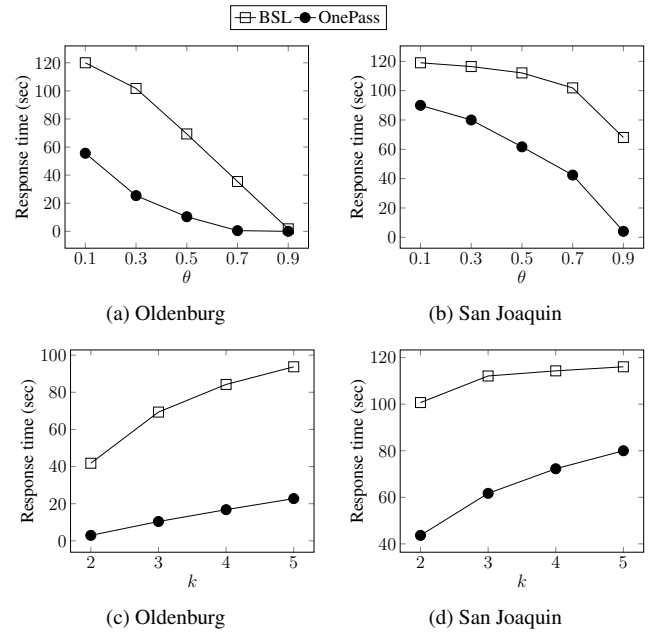 BSL OnePass
120
100
80
60
40
20
0
0.1 0.3 0.5 0.7 0.9
Response time (sec)
θ
(a) Oldenburg
120
100
80
60
40
20
0
0.1 0.3 0.5 0.7 0.9
Response time (sec)
θ
(b) San Joaquin
100
80
60
40
20
0
2 3 4 5
Response time (sec)
k
(c) Oldenburg
120
100
80
60
40
2 3 4 5
Response time (sec)
k
(d) San Joaquin